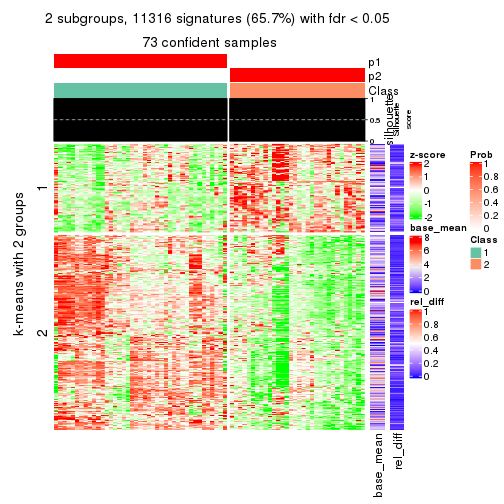 2 subgroups, 11316 signatures (65.7%) with fdr < 0.05
73 confident samples
p1
p2
Class
1
0.5
0
silhouette
Silhouette
score
k-means with 2 groups
1
2
z-score
2
1
0
-1
-2
base_mean
8
6
4
2
0
rel_diff
1
0.8
0.6
0.4
0.2
0
Prob
1
0.8
0.6
0.4
0.2
0
Class
1
2
base_mean
rel_diff